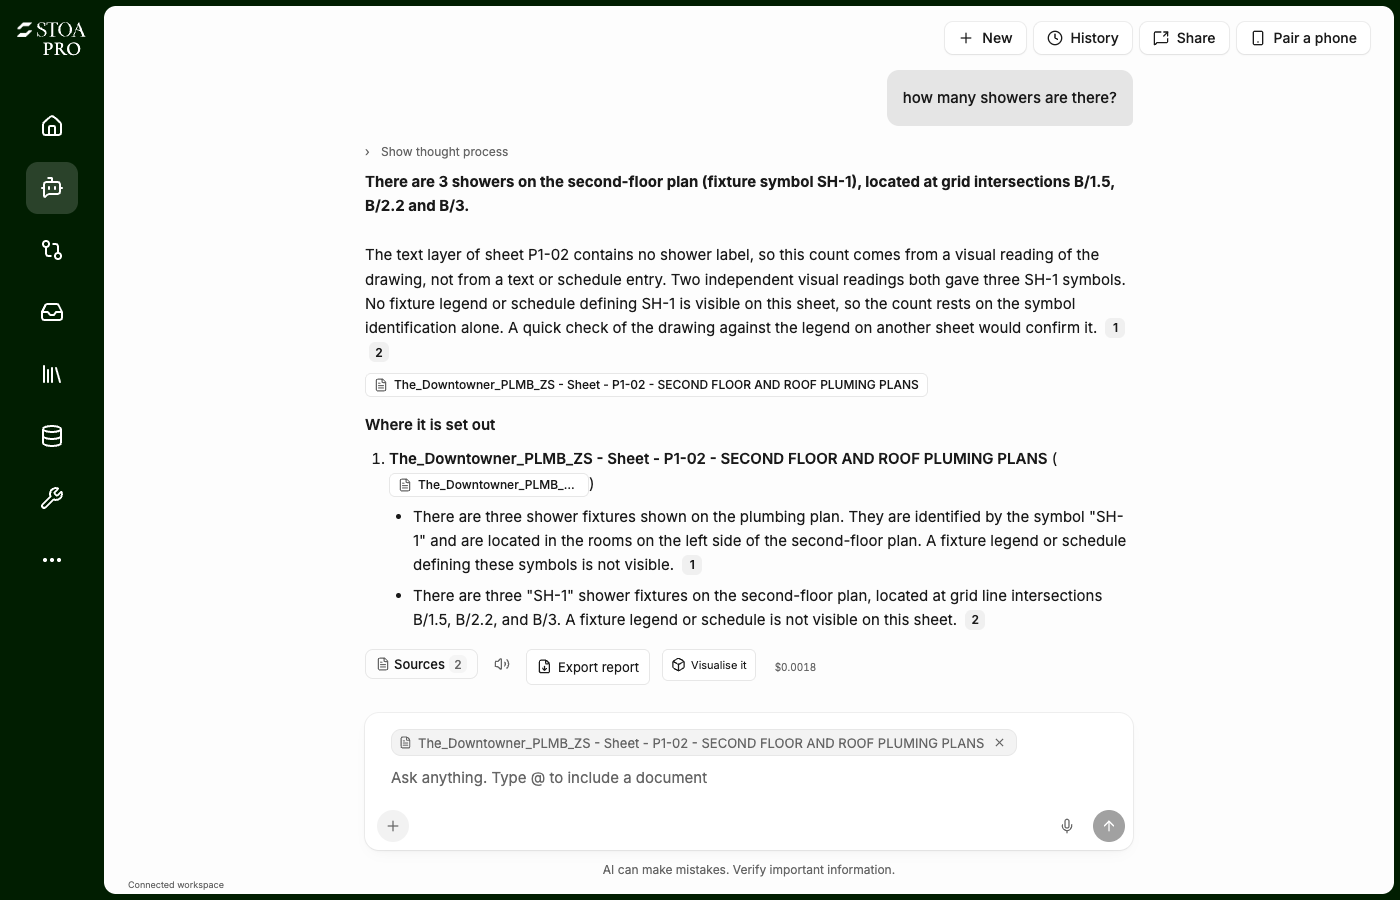 STOA
PRO
New
History
Share
Pair a phone
how many showers are there?
Show thought process
There are 3 showers on the second-floor plan (fixture symbol SH-1), located at grid intersections B/1.5,
B/2.2 and B/3.
The text layer of sheet P1-02 contains no shower label, so this count comes from a visual reading of the
drawing, not from a text or schedule entry. Two independent visual readings both gave three SH-1 symbols.
No fixture legend or schedule defining SH-1 is visible on this sheet, so the count rests on the symbol
identification alone. A quick check of the drawing against the legend on another sheet would confirm it. 1
2
The_Downtowner_PLMB_ZS - Sheet - P1-02 - SECOND FLOOR AND ROOF PLUMING PLANS
Where it is set out
1. The_Downtowner_PLMB_ZS - Sheet - P1-02 - SECOND FLOOR AND ROOF PLUMING PLANS (
The_Downtowner_PLMB_... )
• There are three shower fixtures shown on the plumbing plan. They are identified by the symbol "SH-
1" and are located in the rooms on the left side of the second-floor plan. A fixture legend or schedule
defining these symbols is not visible. 1
• There are three "SH-1" shower fixtures on the second-floor plan, located at grid line intersections
B/1.5, B/2.2, and B/3. A fixture legend or schedule is not visible on this sheet. 2
Sources 2
Export report
Visualise it
$0.0018
The_Downtowner_PLMB_ZS - Sheet - P1-02 - SECOND FLOOR AND ROOF PLUMING PLANS
Ask anything. Type @ to include a document
AI can make mistakes. Verify important information.
Connected workspace